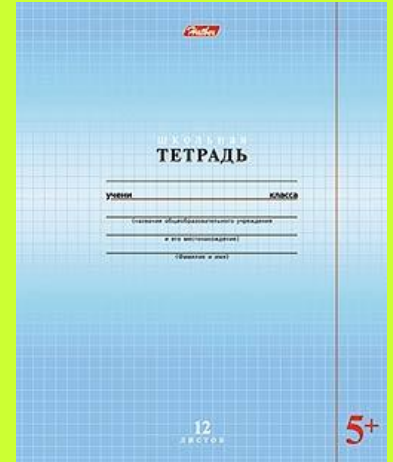 Hatber
ШКОЛЬНАЯ
ТЕТРАДЬ
учени класса
(название общеобразовательного учреждения
и его местонахождение)
(Фамилия и имя)
12
ЛИСТОВ
5+